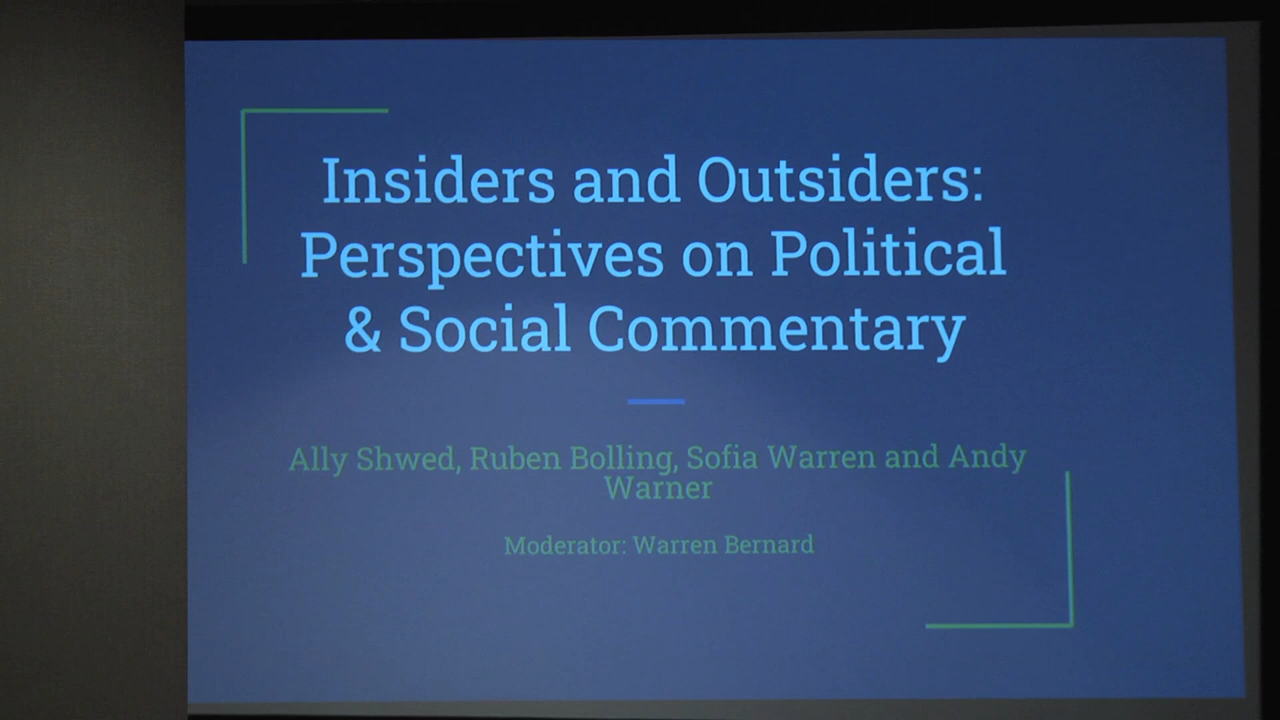 Insiders and Outsiders:
Perspectives on Political
& Social Commentary
Ally Shwed, Ruben Bolling, Sofia Warren and Andy
Warner
Moderator: Warren Bernard